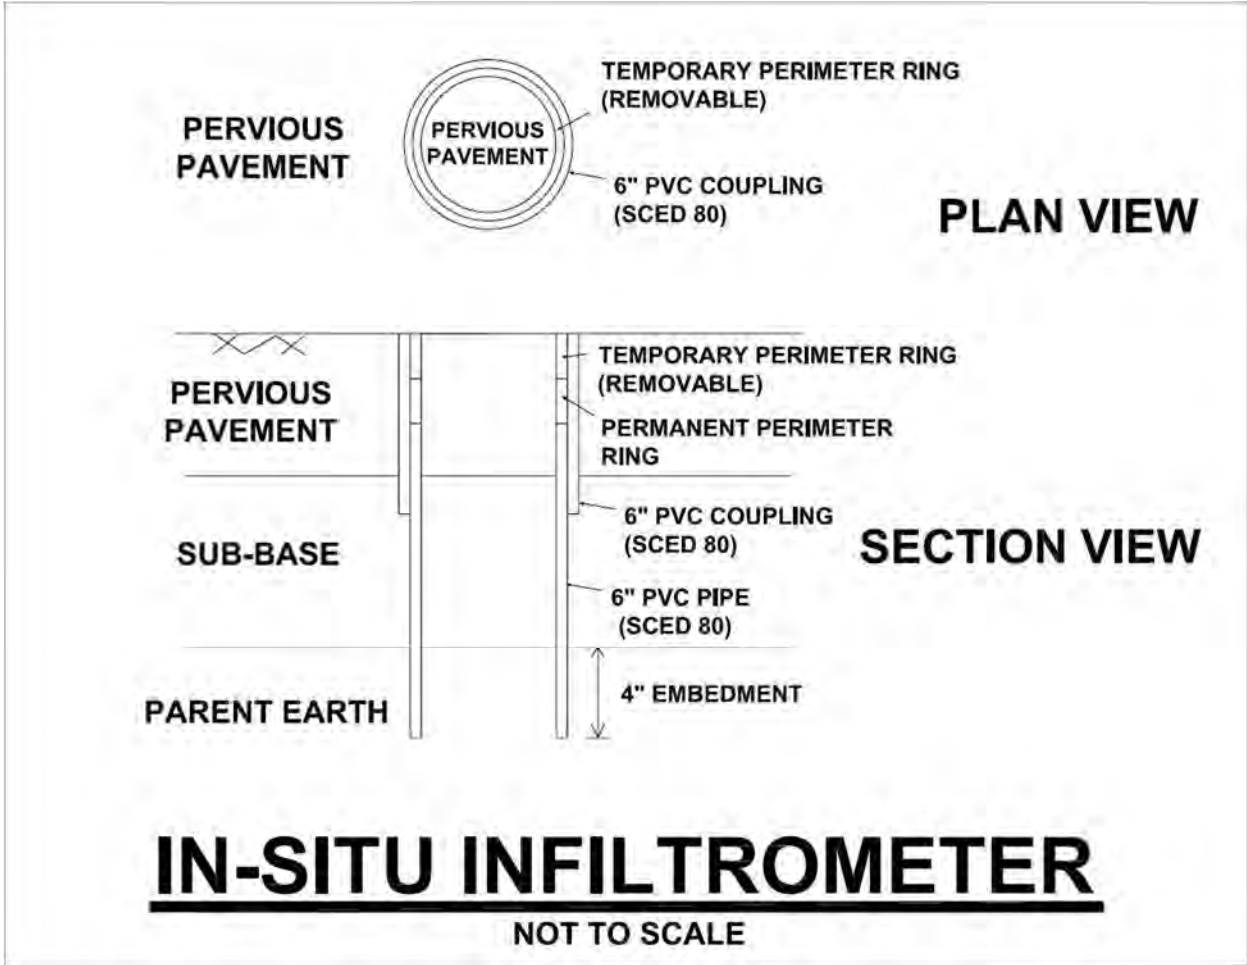 TEMPORARY PERIMETER RING
(REMOVABLE)
PERVIOUS
PAVEMENT
PERVIOUS
PAVEMENT
6" PVC COUPLING
(SCED 80)
PLAN VIEW
TEMPORARY PERIMETER RING
(REMOVABLE)
PERVIOUS
PAVEMENT
PERMANENT PERIMETER
RING
6" PVC COUPLING
(SCED 80)
SECTION VIEW
SUB-BASE
6" PVC PIPE
(SCED 80)
4" EMBEDMENT
PARENT EARTH
IN-SITU INFILTROMETER
NOT TO SCALE